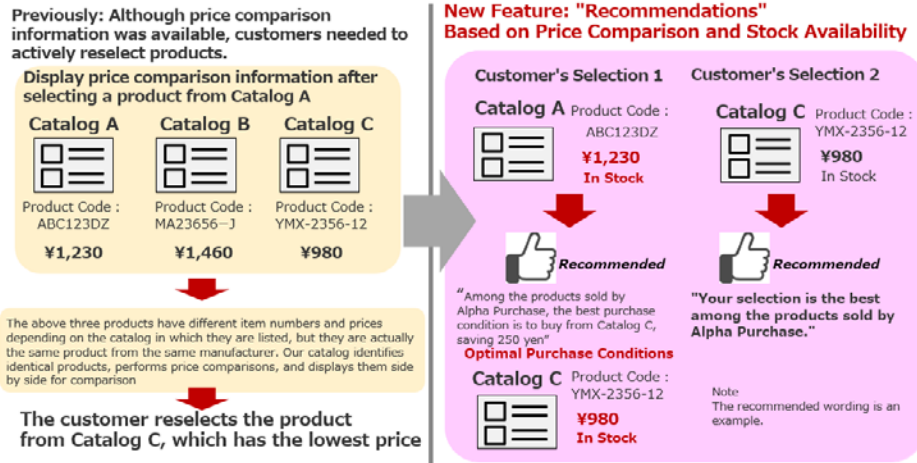 Previously: Although price comparison
information was available, customers needed to
actively reselect products.
Display price comparison information after
selecting a product from Catalog A
Catalog A
Product Code :
ABC123DZ
¥1,230
Catalog B
Product Code :
MA23656－J
¥1,460
Catalog C
Product Code :
YMX-2356-12
¥980
The above three products have different item numbers and prices
depending on the catalog in which they are listed, but they are actually
the same product from the same manufacturer. Our catalog identifies
identical products, performs price comparisons, and displays them side
by side for comparison
The customer reselects the product
from Catalog C, which has the lowest price
New Feature: "Recommendations"
Based on Price Comparison and Stock Availability
Customer's Selection 1
Catalog A
Product Code :
ABC123DZ
¥1,230
In Stock
Recommended
“Among the products sold by
Alpha Purchase, the best purchase
condition is to buy from Catalog C,
saving 250 yen”
Optimal Purchase Conditions
Catalog C
Product Code :
YMX-2356-12
¥980
In Stock
Customer's Selection 2
Catalog C
Product Code :
YMX-2356-12
¥980
In Stock
Recommended
"Your selection is the best
among the products sold by
Alpha Purchase."
Note
The recommended wording is an
example.